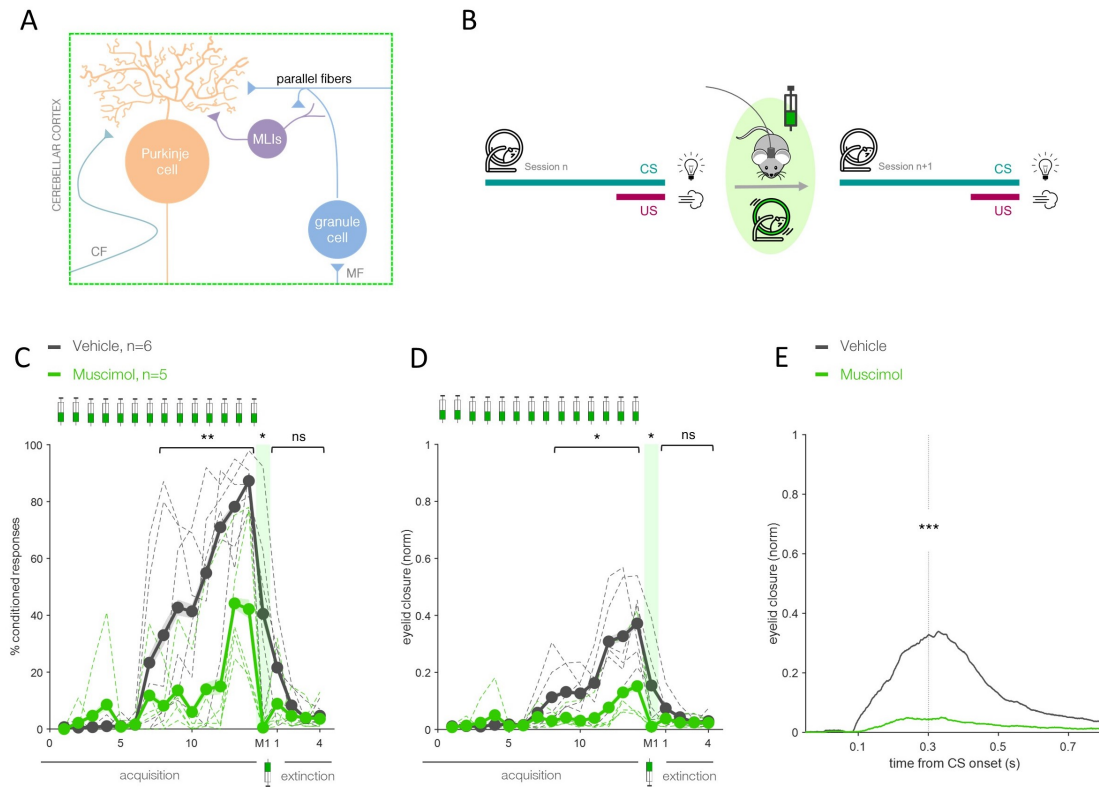 A
CEREBELLAR CORTEX
parallel fibers
MLIs
Purkinje
cell
granule
cell
CF
MF
B
Session n
CS
US
Session n+1
CS
US
C
Vehicle, n=6
Muscimol, n=5
** * ns
% conditioned responses
100
80
60
40
20
0
0 5 10 M1 1 4
acquisition extinction
D
* * ns
eyelid closure (norm)
1
0.8
0.6
0.4
0.2
0
0 5 10 M1 1 4
acquisition extinction
E
Vehicle
Muscimol
***
eyelid closure (norm)
1
0.8
0.6
0.4
0.2
0
0.1 0.3 0.5 0.7
time from CS onset (s)